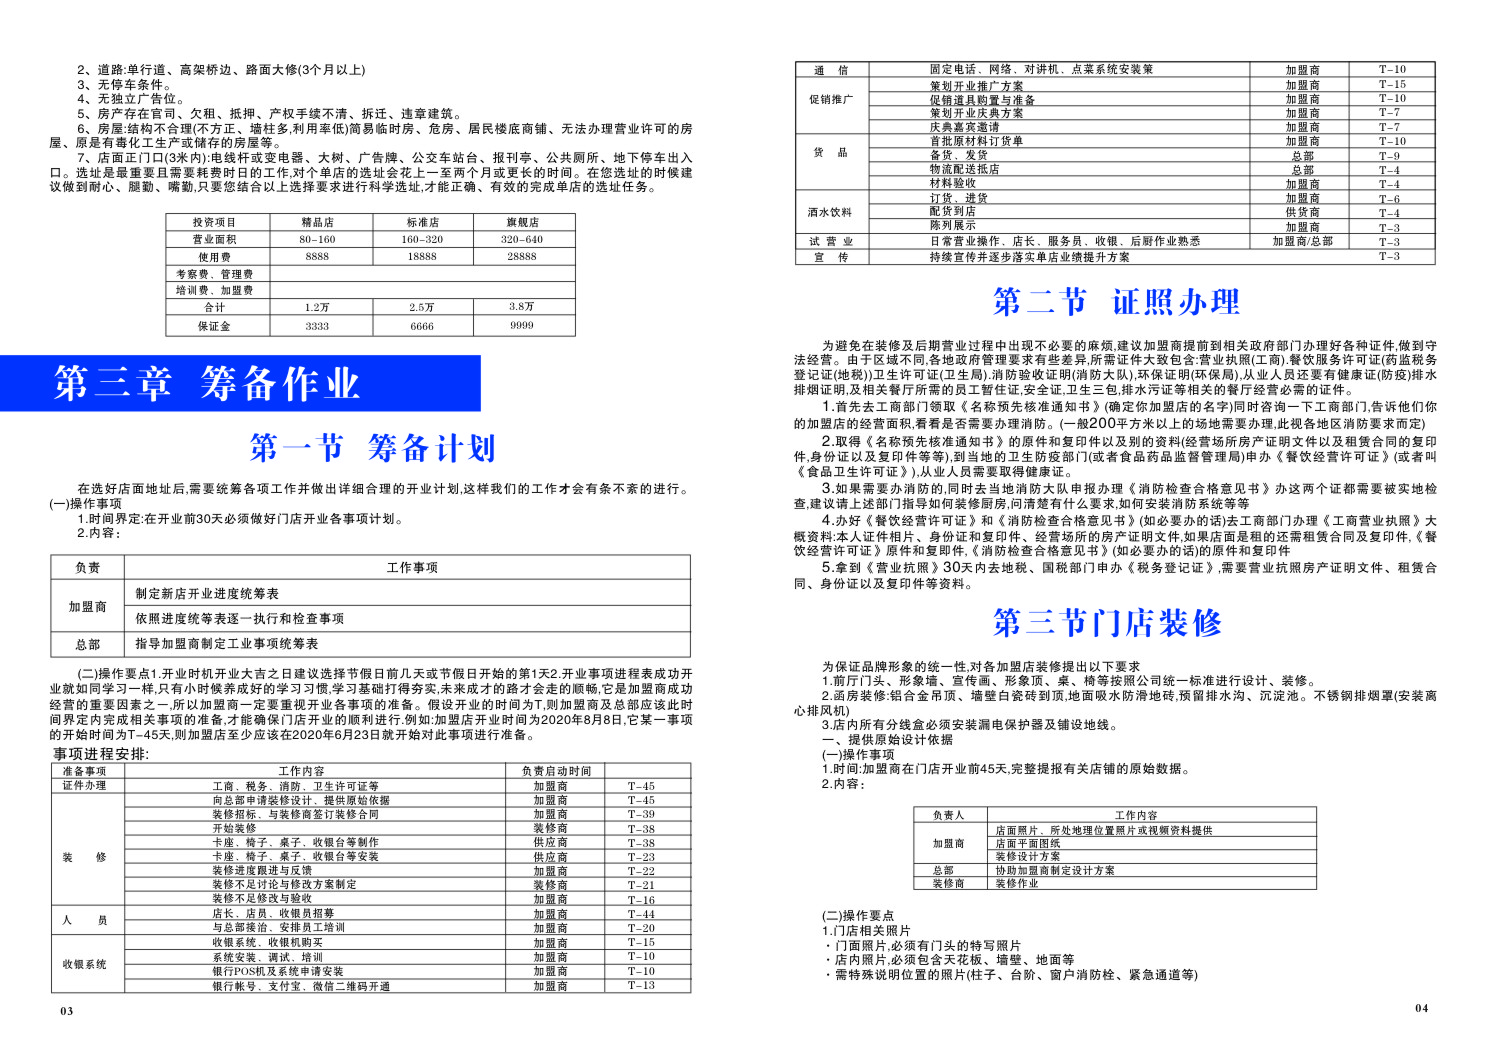 2、道路:单行道、高架桥边、路面大修(3个月以上)
3、无停车条件。
4、无独立广告位。
5、房产存在官司、欠租、抵押、产权手续不清、拆迁、违章建筑。
6、房屋:结构不合理(不方正、墙柱多,利用率低)简易临时房、危房、居民楼底商铺、无法办理营业许可的房
屋、原是有毒化工生产或储存的房屋等。
7、店面正门口(3米内):电线杆或变电器、大树、广告牌、公交车站台、报刊亭、公共厕所、地下停车出入
口。选址是最重要且需要耗费时日的工作,对个单店的选址会花上一至两个月或更长的时间。在您选址的时候建
议做到耐心、腿勤、嘴勤,只要您结合以上选择要求进行科学选址,才能正确、有效的完成单店的选址任务。
投资项目 精品店 标准店 旗舰店
营业面积 80-160 160-320 320-640
使用费 8888 18888 28888
考察费、管理费
培训费、加盟费
合计 1.2万 2.5万 3.8万
保证金 3333 6666 9999
第三章 筹备作业
第一节 筹备计划
在选好店面地址后,需要统筹各项工作并做出详细合理的开业计划,这样我们的工作才会有条不紊的进行。
(一)操作事项
1.时间界定:在开业前30天必须做好门店开业各事项计划。
2.内容：
负责 工作事项
加盟商 制定新店开业进度统筹表
依照进度统等表逐一执行和检查事项
总部 指导加盟商制定工业事项统筹表
(二)操作要点1.开业时机开业大吉之日建议选择节假日前几天或节假日开始的第1天2.开业事项进程表成功开
业就如同学习一样,只有小时候养成好的学习习惯,学习基础打得夯实,未来成才的路才会走的顺畅,它是加盟商成功
经营的重要因素之一,所以加盟商一定要重视开业各事项的准备。假设开业的时间为T,则加盟商及总部应该此时
间界定内完成相关事项的准备,才能确保门店开业的顺利进行.例如:加盟店开业时间为2020年8月8日,它某一事项
的开始时间为T-45天,则加盟店至少应该在2020年6月23日就开始对此事项进行准备。
事项进程安排:
准备事项 工作内容 负责启动时间
证件办理 工商、税务、消防、卫生许可证等 加盟商 T-45
装 修 向总部申请装修设计、提供原始依据 加盟商 T-45
装修招标、与装修商签订装修合同 加盟商 T-39
开始装修 装修商 T-38
卡座、椅子、桌子、收银台等制作 供应商 T-38
卡座、椅子、桌子、收银台等安装 供应商 T-23
装修进度跟进与反馈 加盟商 T-22
装修不足讨论与修改方案制定 装修商 T-21
装修不足修改与验收 加盟商 T-16
人 员 店长、店员、收银员招募 加盟商 T-44
与总部接洽、安排员工培训 加盟商 T-20
收银系统 收银系统、收银机购买 加盟商 T-15
系统安装、调试、培训 加盟商 T-10
银行POS机及系统申请安装 加盟商 T-10
银行帐号、支付宝、微信二维码开通 加盟商 T-13
03
通 信 固定电话、网络、对讲机、点菜系统安装策 加盟商 T-10
促销推广 策划开业推广方案 加盟商 T-15
促销道具购置与准备 加盟商 T-10
策划开业庆典方案 加盟商 T-7
庆典嘉宾邀请 加盟商 T-7
货 品 首批原材料订货单 加盟商 T-10
备货、发货 总部 T-9
物流配送抵店 总部 T-4
材料验收 加盟商 T-4
酒水饮料 订货、进货 加盟商 T-6
配货到店 供货商 T-4
陈列展示 加盟商 T-3
试 营 业 日常营业操作、店长、服务员、收银、后厨作业熟悉 加盟商/总部 T-3
宣 传 持续宣传并逐步落实单店业绩提升方案 T-3
第二节 证照办理
为避免在装修及后期营业过程中出现不必要的麻烦,建议加盟商提前到相关政府部门办理好各种证件,做到守
法经营。由于区域不同,各地政府管理要求有些差异,所需证件大致包含:营业执照(工商).餐饮服务许可证(药监税务
登记证(地税))卫生许可证(卫生局).消防验收证明(消防大队),环保证明(环保局),从业人员还要有健康证(防疫)排水
排烟证明,及相关餐厅所需的员工暂住证,安全证,卫生三包,排水污证等相关的餐厅经营必需的证件。
1.首先去工商部门领取《名称预先核准通知书》(确定你加盟店的名字)同时咨询一下工商部门,告诉他们你
的加盟店的经营面积,看看是否需要办理消防。(一般200平方米以上的场地需要办理,此视各地区消防要求而定)
2.取得《名称预先核准通知书》的原件和复印件以及别的资料(经营场所房产证明文件以及租赁合同的复印
件,身份证以及复印件等等),到当地的卫生防疫部门(或者食品药品监督管理局)申办《餐饮经营许可证》(或者叫
《食品卫生许可证》),从业人员需要取得健康证。
3.如果需要办消防的,同时去当地消防大队申报办理《消防检查合格意见书》办这两个证都需要被实地检
查,建议请上述部门指导如何装修厨房,问清楚有什么要求,如何安装消防系统等等
4.办好《餐饮经营许可证》和《消防检查合格意见书》(如必要办的话)去工商部门办理《工商营业执照》大
概资料:本人证件相片、身份证和复印件、经营场所的房产证明文件,如果店面是租的还需租赁合同及复印件,《餐
饮经营许可证》原件和复即件,《消防检查合格意见书》(如必要办的话)的原件和复印件
5.拿到《营业抗照》30天内去地税、国税部门申办《税务登记证》,需要营业抗照房产证明文件、租赁合
同、身份证以及复印件等资料。
第三节门店装修
为保证品牌形象的统一性,对各加盟店装修提出以下要求
1.前厅门头、形象墙、宣传画、形象顶、桌、椅等按照公司统一标准进行设计、装修。
2.函房装修:铝合金吊顶、墙壁白瓷砖到顶,地面吸水防滑地砖,预留排水沟、沉淀池。不锈钢排烟罩(安装离
心排风机)
3.店内所有分线盒必须安装漏电保护器及铺设地线。
一、提供原始设计依据
(一)操作事项
1.时间:加盟商在门店开业前45天,完整提报有关店铺的原始数据。
2.内容：
负责人 工作内容
加盟商 店面照片、所处地理位置照片或视频资料提供
店面平面图纸
装修设计方案
总部 协助加盟商制定设计方案
装修商 装修作业
(二)操作要点
1.门店相关照片
·门面照片,必须有门头的特写照片
·店内照片,必须包含天花板、墙壁、地面等
·需特殊说明位置的照片(柱子、台阶、窗户消防栓、紧急通道等)
04